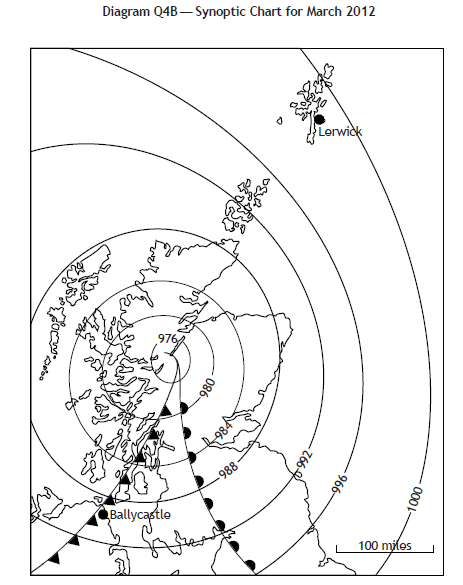 Diagram Q4B — Synoptic Chart for March 2012
Lerwick
976
980
984
988
992
996
1000
Ballycastle
100 miles